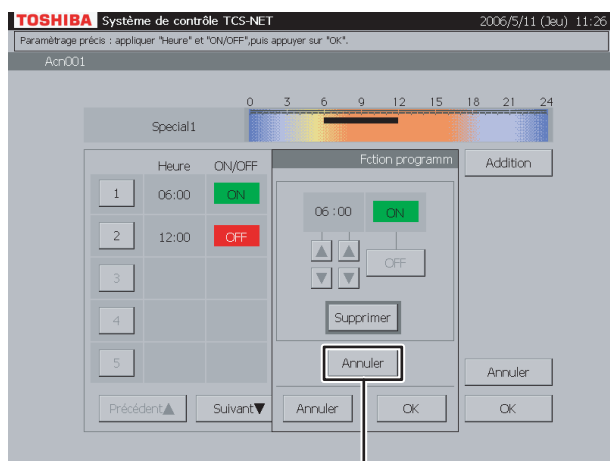 TOSHIBA Système de contrôle TCS-NET 2006/5/11 (Jeu) 11:26
Paramètrage précis : appliquer "Heure" et "ON/OFF",puis appuyer sur "OK".
Acn001
0 3 6 9 12 15 18 21 24
Special1
Heure ON/OFF Fction programm Addition
1 06:00 ON
06:00 ON
2 12:00 OFF
▲ ▲ OFF
3 ▼ ▼
4 Supprimer
5 Annuler Annuler
Précédent▲ Suivant▼ Annuler OK OK